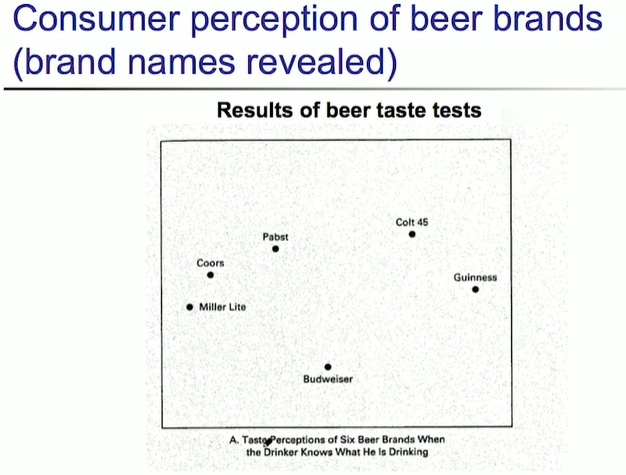 Consumer perception of beer brands
(brand names revealed)
Results of beer taste tests
Colt 45
Pabst
Coors
Guinness
Miller Lite
Budweiser
A. Taste Perceptions of Six Beer Brands When
the Drinker Knows What He Is Drinking